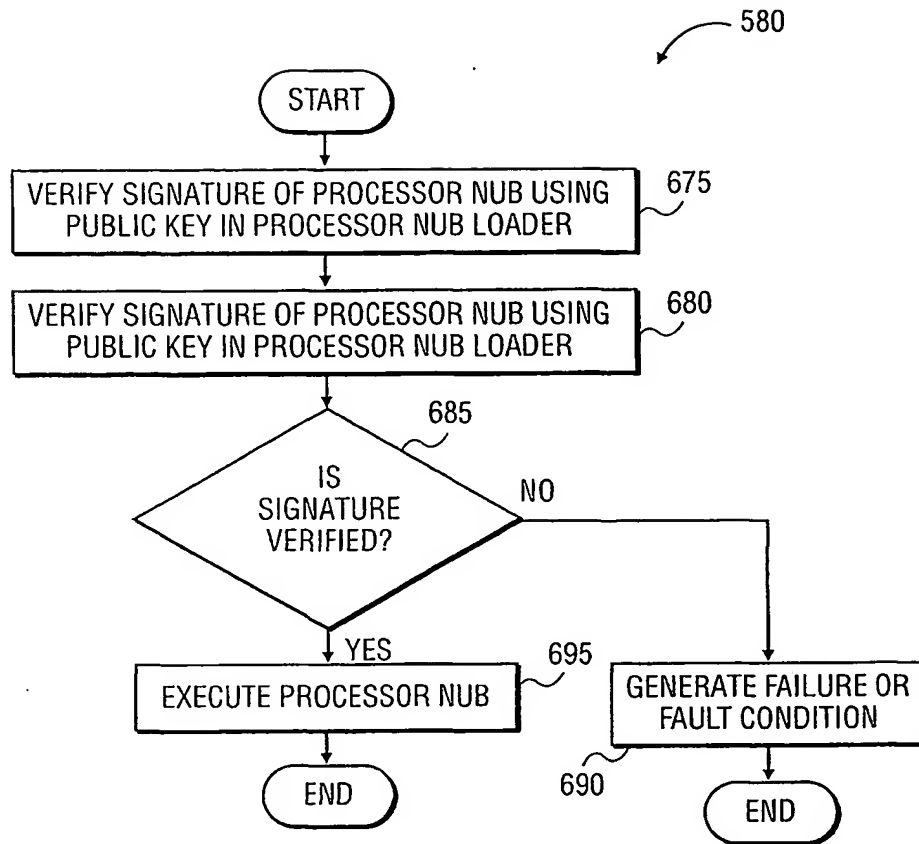 580
START
VERIFY SIGNATURE OF PROCESSOR NUB USING
PUBLIC KEY IN PROCESSOR NUB LOADER
675
VERIFY SIGNATURE OF PROCESSOR NUB USING
PUBLIC KEY IN PROCESSOR NUB LOADER
680
685
IS
SIGNATURE
VERIFIED?
NO
YES
EXECUTE PROCESSOR NUB
695
GENERATE FAILURE OR
FAULT CONDITION
690
END
END